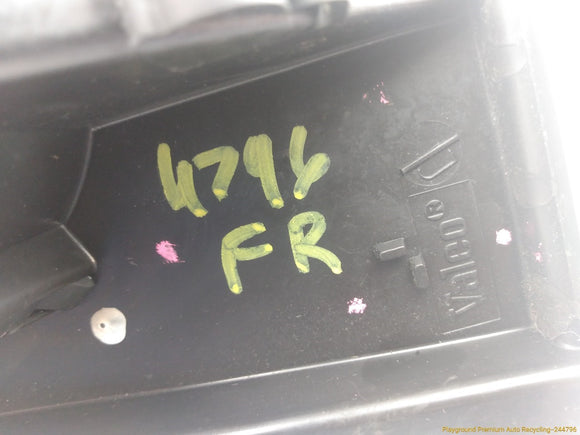 4796
FR
Valeo®
Playground Premium Auto Recycling-244796